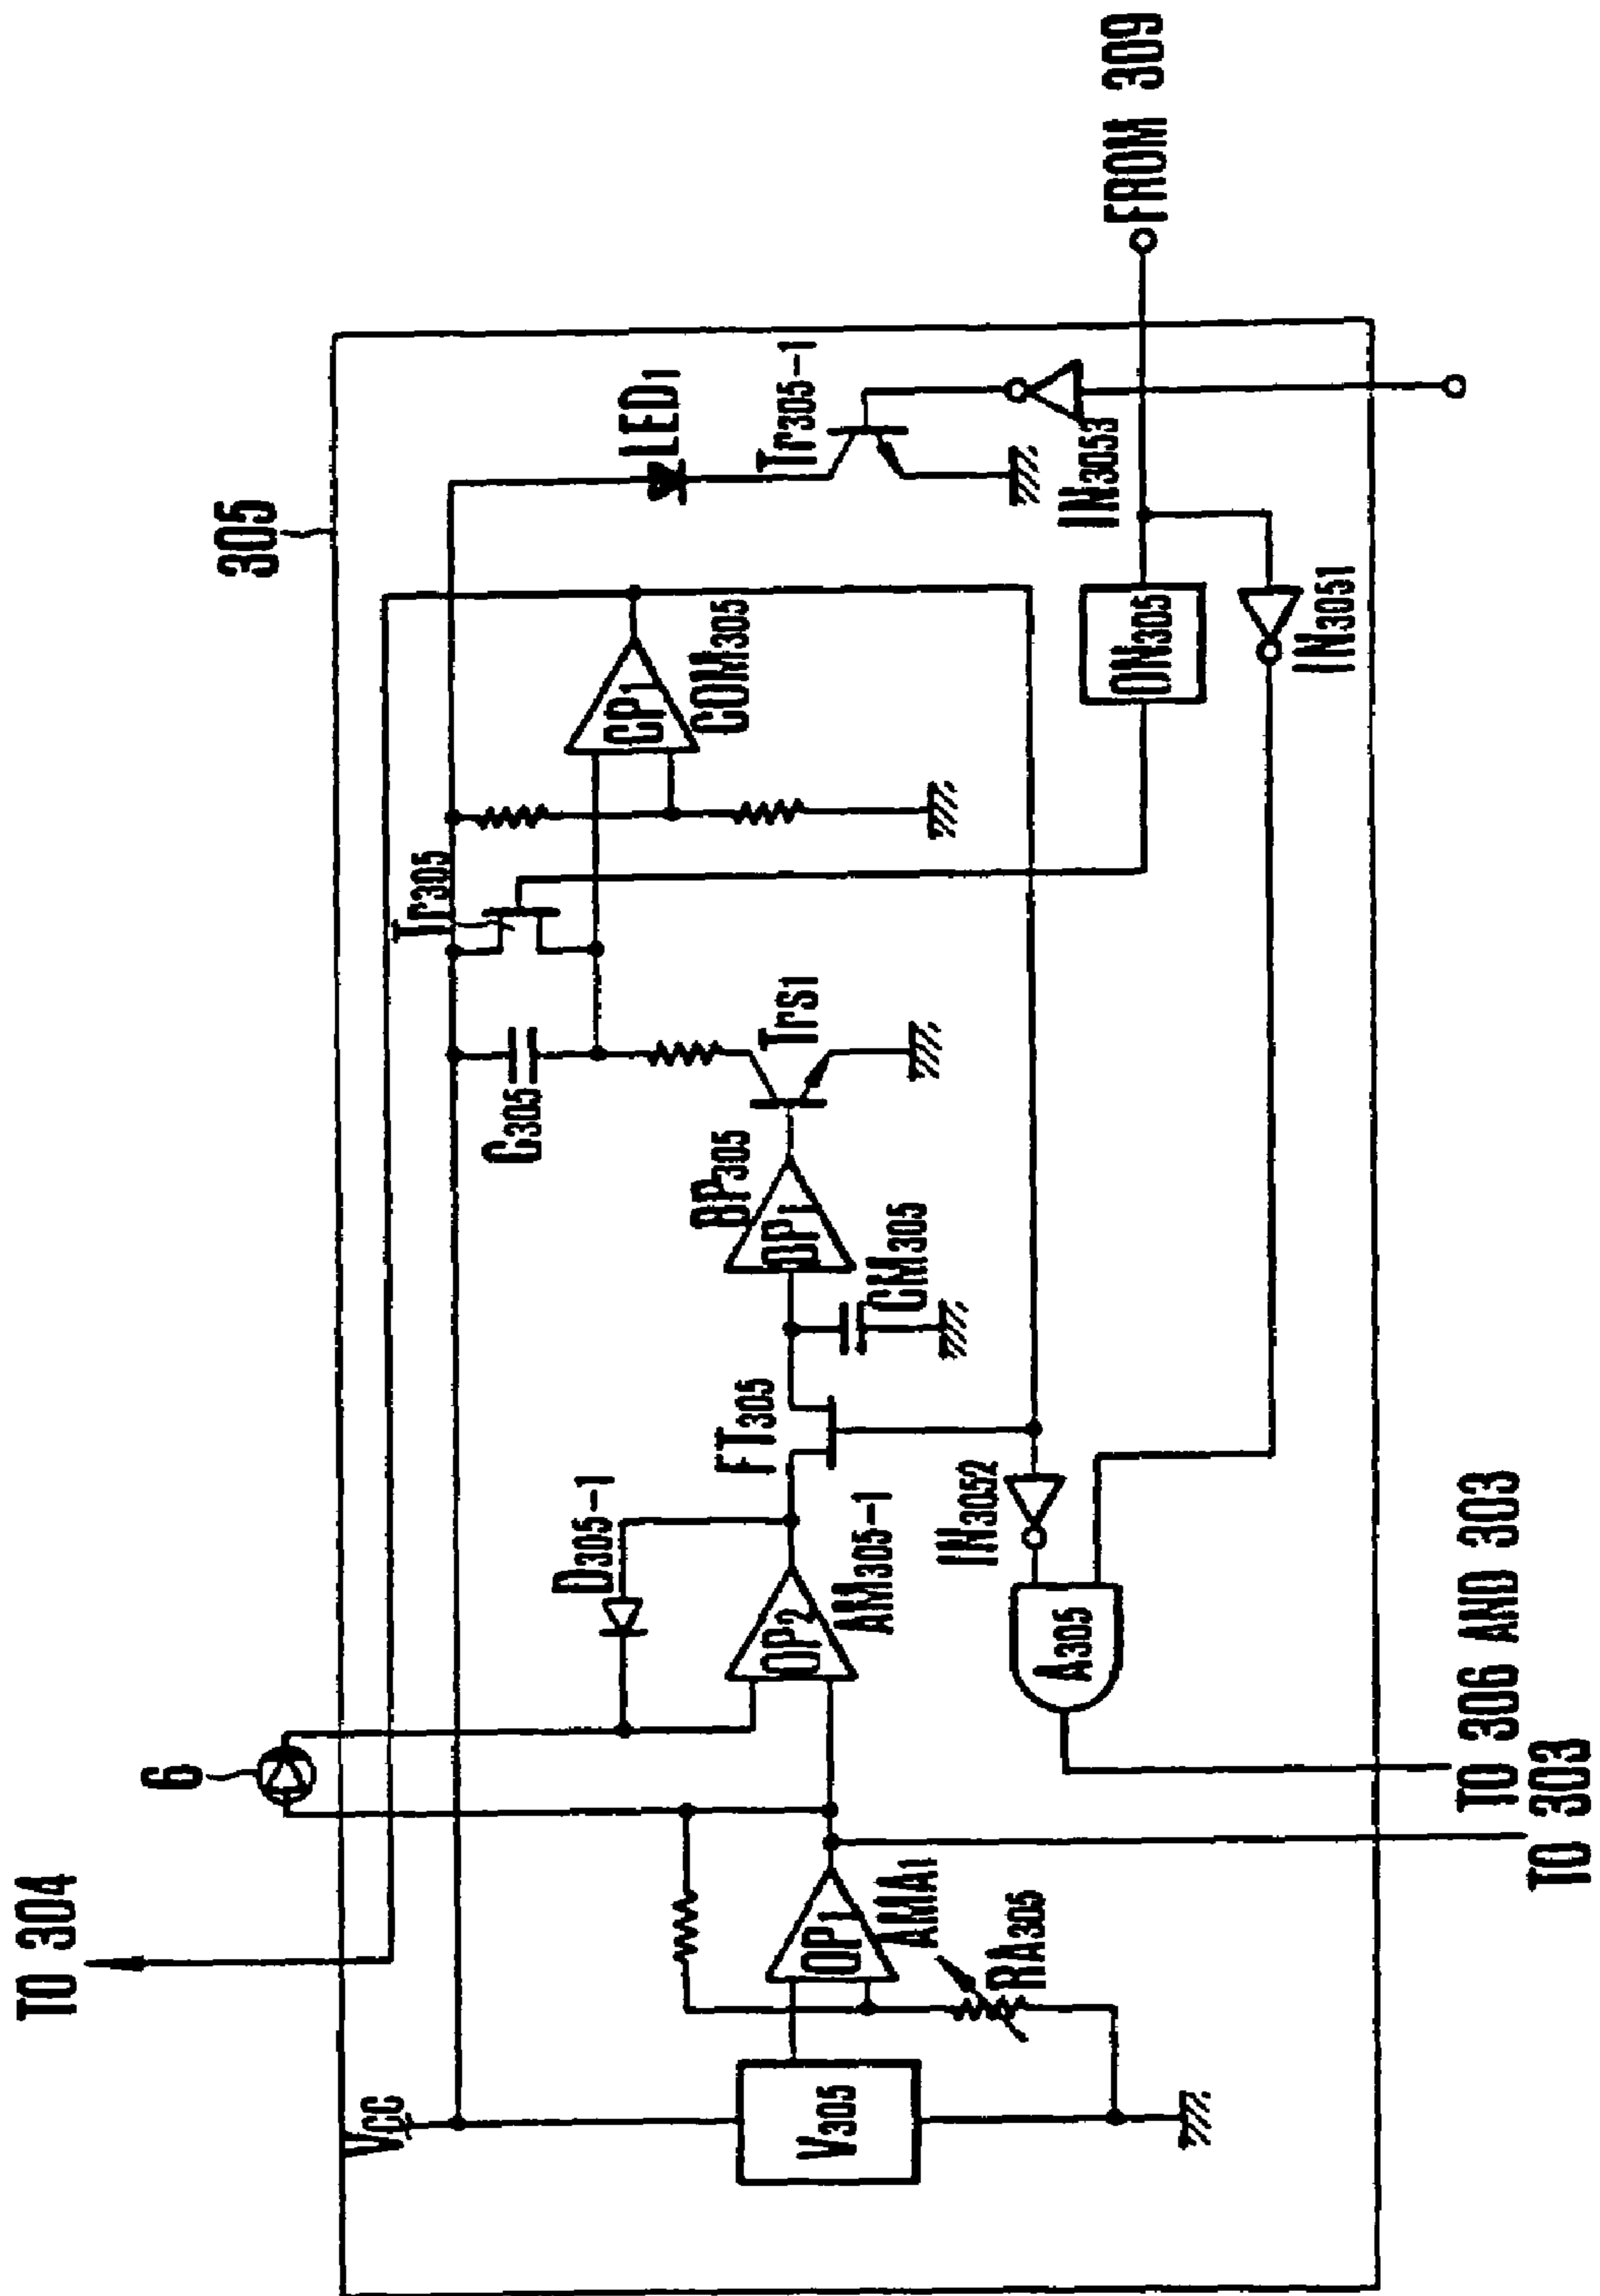 305
TO 304
6
FROM 309
VCC
V305
OP1
AMA1
RA305
D305-1
OP2
AM305-1
FT305
CM305
BP305
BP1
TrS1
C305
Tr305
CP1
COM305
LED1
Tr305-1
IN3053
ON305
IN3051
IN3052
A305
TO 306 AND 303
TO 303